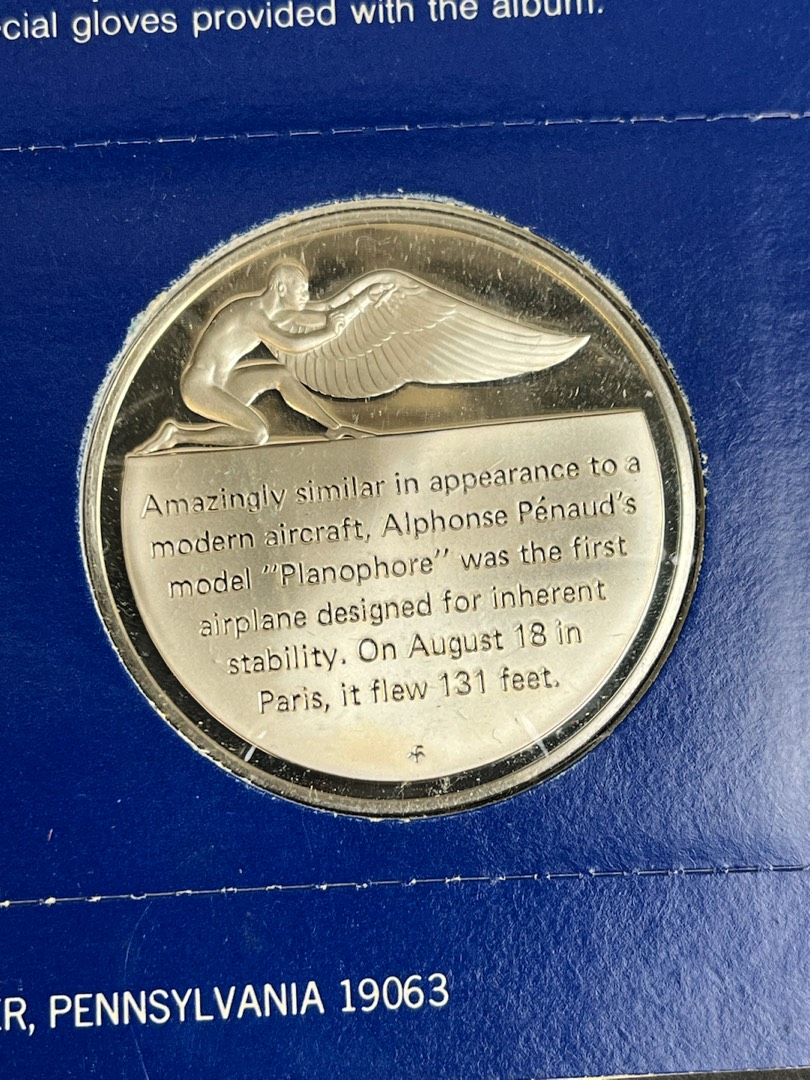 cial gloves provided with the album.
Amazingly similar in appearance to a
modern aircraft, Alphonse Pénaud's
model "Planophore" was the first
airplane designed for inherent
stability. On August 18 in
Paris, it flew 131 feet.
ER, PENNSYLVANIA 19063